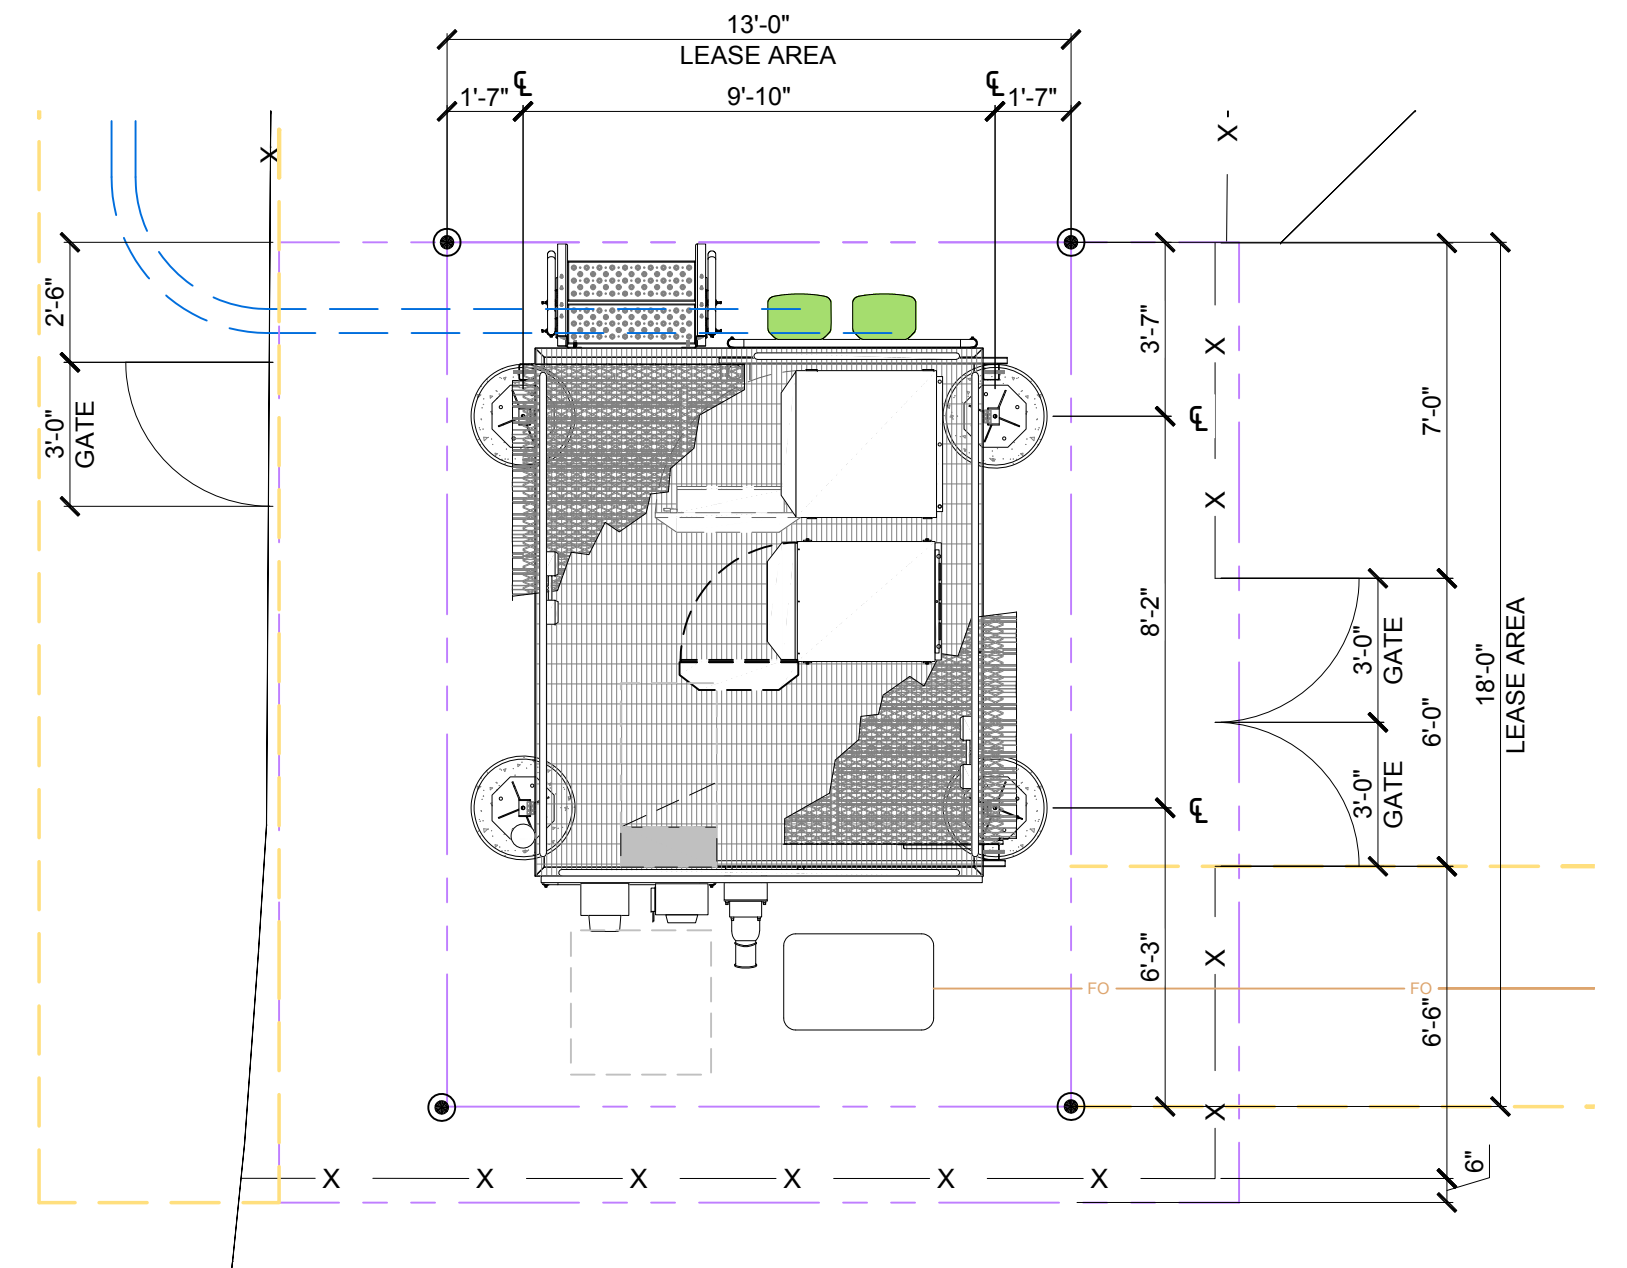 13'-0"
LEASE AREA
1'-7"
℄
9'-10"
℄
1'-7"
X
X
2'-6"
3'-0"
GATE
3'-7"
X
℄
7'-0"
X
8'-2"
3'-0"
GATE
18'-0"
LEASE AREA
6'-0"
3'-0"
GATE
℄
6'-3"
X
FO
FO
6'-6"
X
6"
X X X X X X